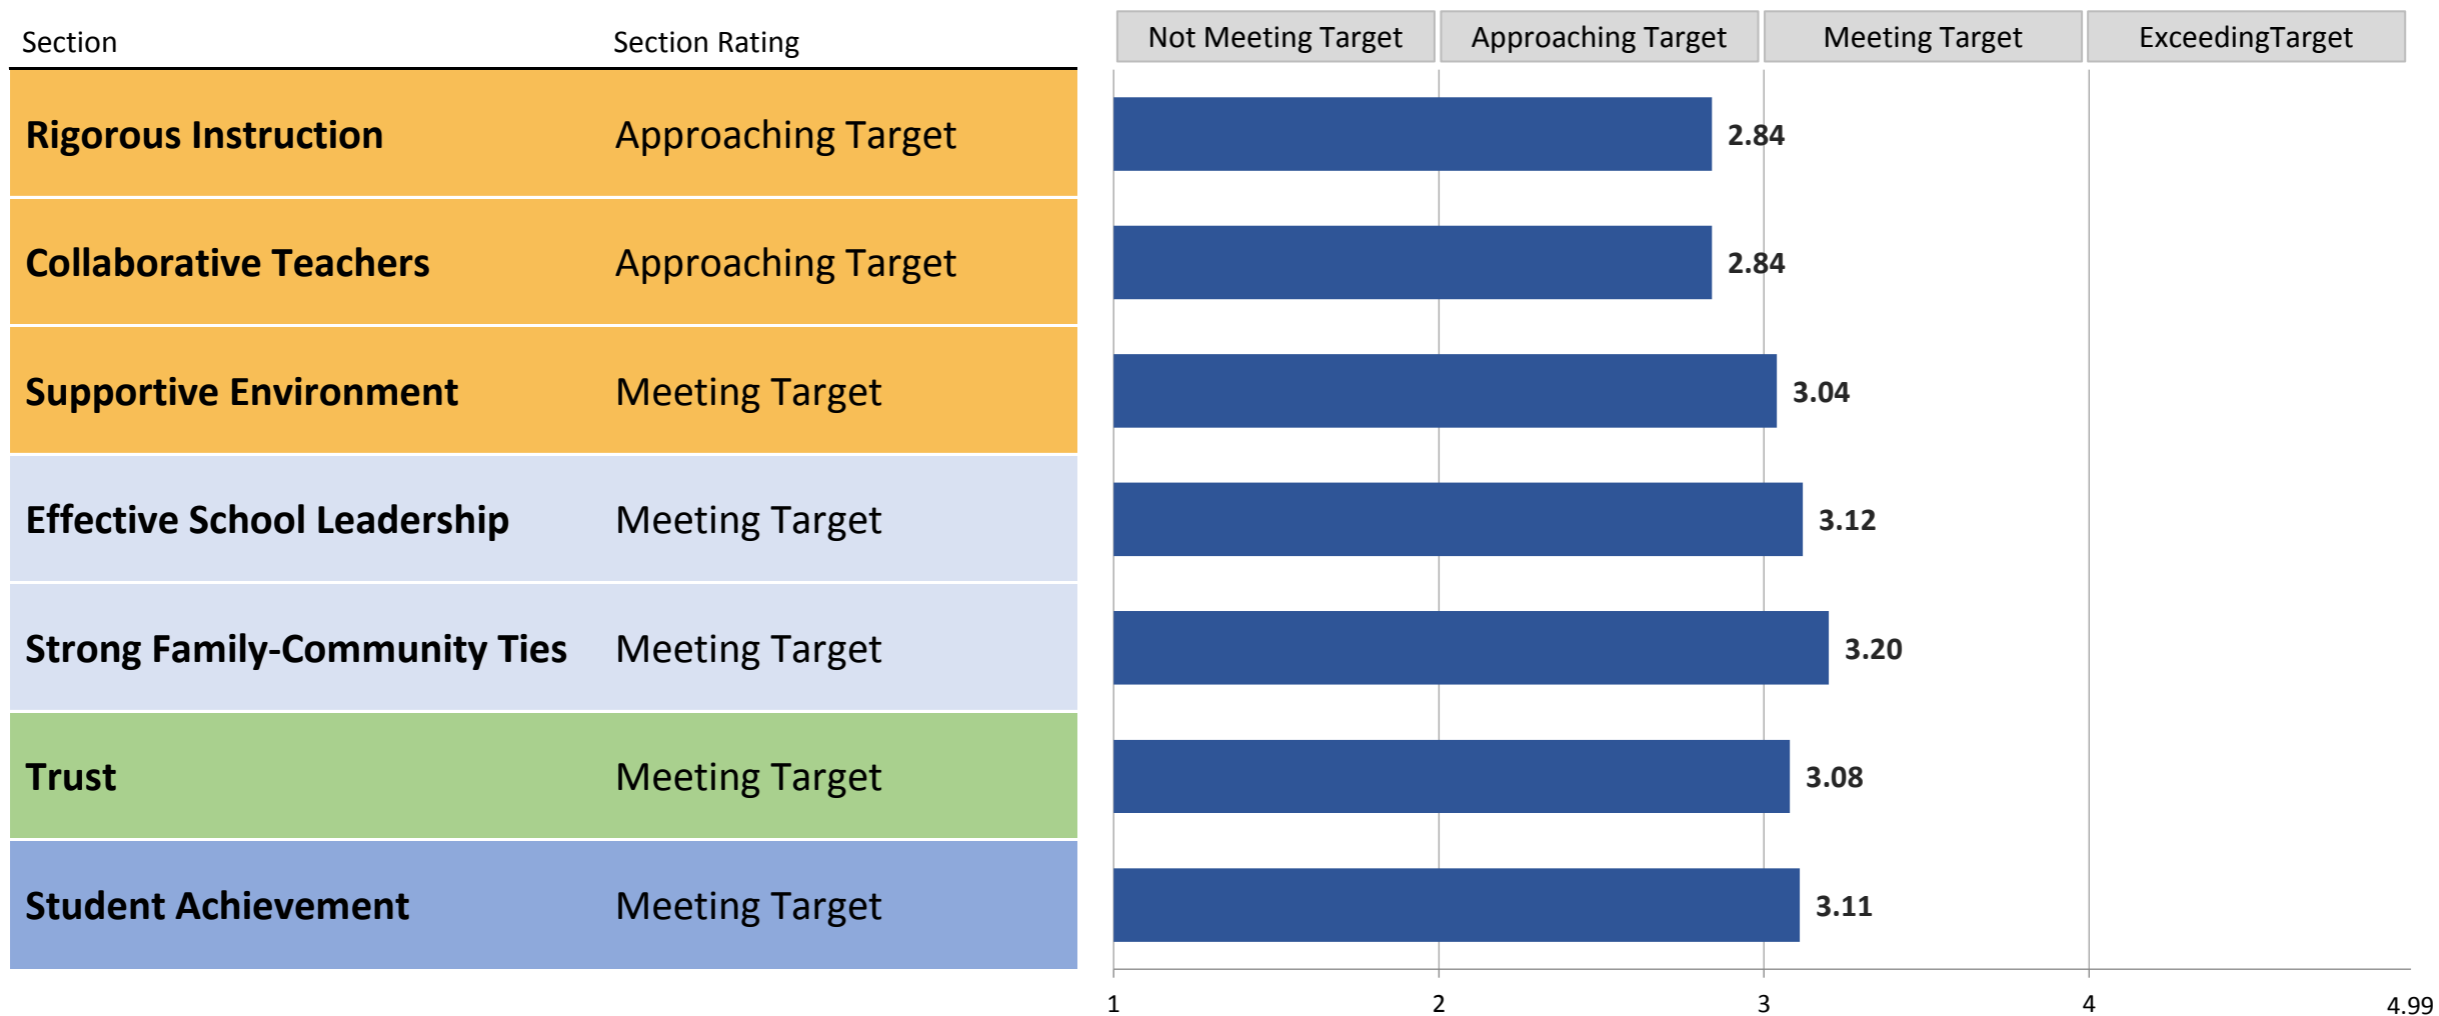 Section Section Rating Not Meeting Target Approaching Target Meeting Target ExceedingTarget
Rigorous Instruction Approaching Target 2.84
Collaborative Teachers Approaching Target 2.84
Supportive Environment Meeting Target 3.04
Effective School Leadership Meeting Target 3.12
Strong Family-Community Ties Meeting Target 3.20
Trust Meeting Target 3.08
Student Achievement Meeting Target 3.11
1 2 3 4 4.99